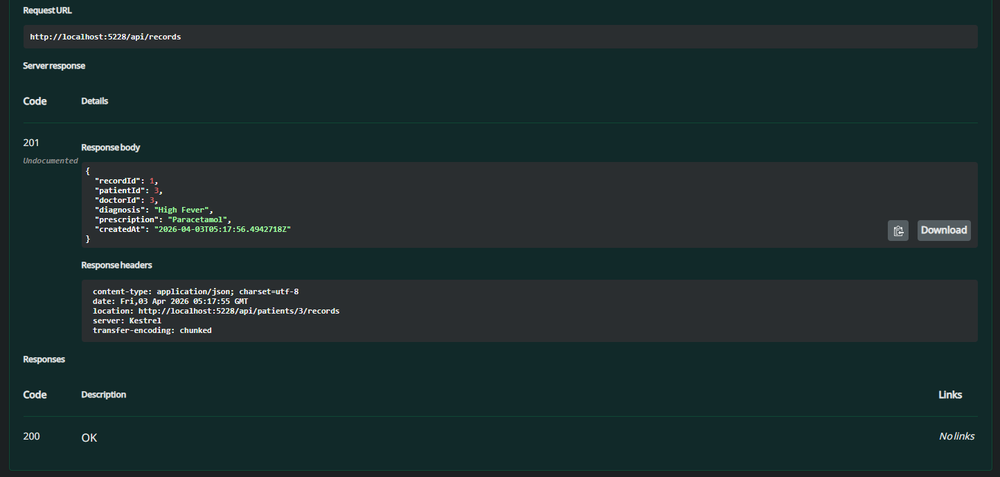 Request URL
http://localhost:5228/api/records
Server response
Code Details
201
Undocumented
Response body
{
"recordId": 1,
"patientId": 3,
"doctorId": 3,
"diagnosis": "High Fever",
"prescription": "Paracetamol",
"createdAt": "2026-04-03T05:17:56.4942718Z"
}
Download
Response headers
content-type: application/json; charset=utf-8
date: Fri,03 Apr 2026 05:17:55 GMT
location: http://localhost:5228/api/patients/3/records
server: Kestrel
transfer-encoding: chunked
Responses
Code Description Links
200 OK No links